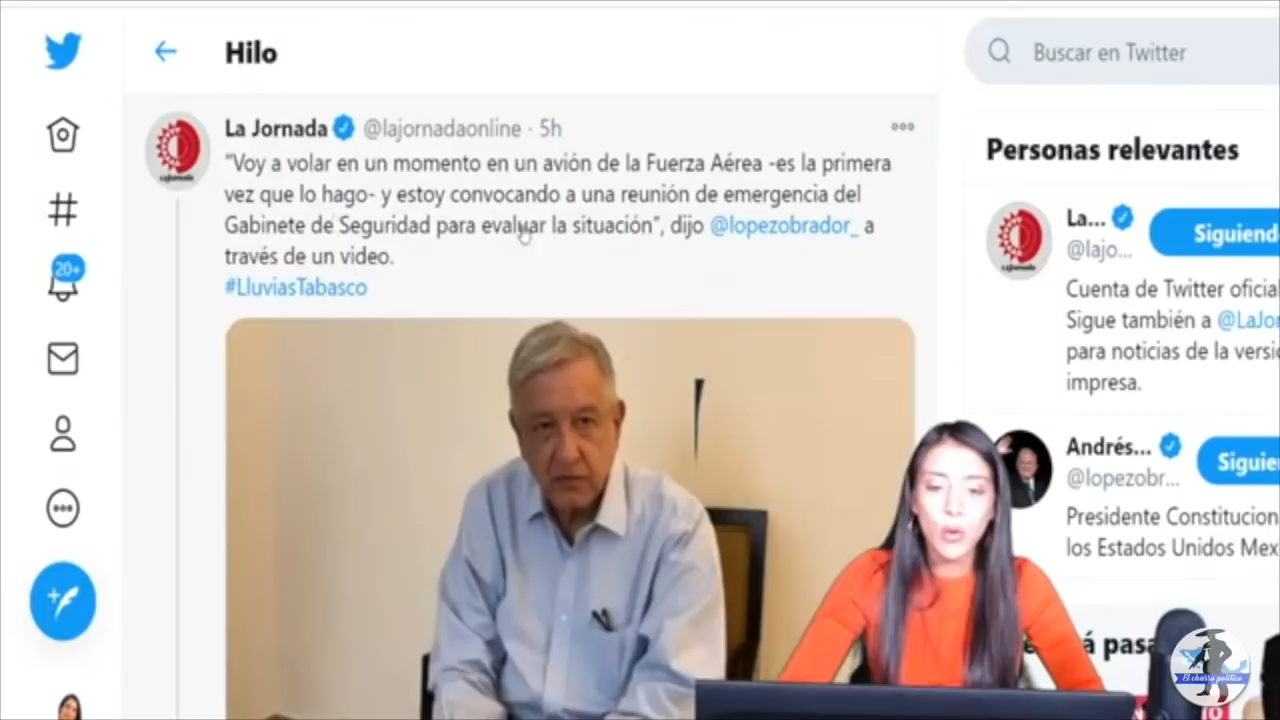 Hilo
Buscar en Twitter
La Jornada @lajornadaonline · 5h
"Voy a volar en un momento en un avión de la Fuerza Aérea -es la primera
vez que lo hago- y estoy convocando a una reunión de emergencia del
Gabinete de Seguridad para evaluar la situación", dijo @lopezobrador_ a
través de un video.
#LluviasTabasco
20+
Personas relevantes
La...
@lajo...
Siguiend
Cuenta de Twitter oficial
Sigue también a @LaJor
para noticias de la versi
impresa.
Andrés...
@lopezobr...
Siguie
Presidente Constitucion
los Estados Unidos Mex
á pasa
El charro político